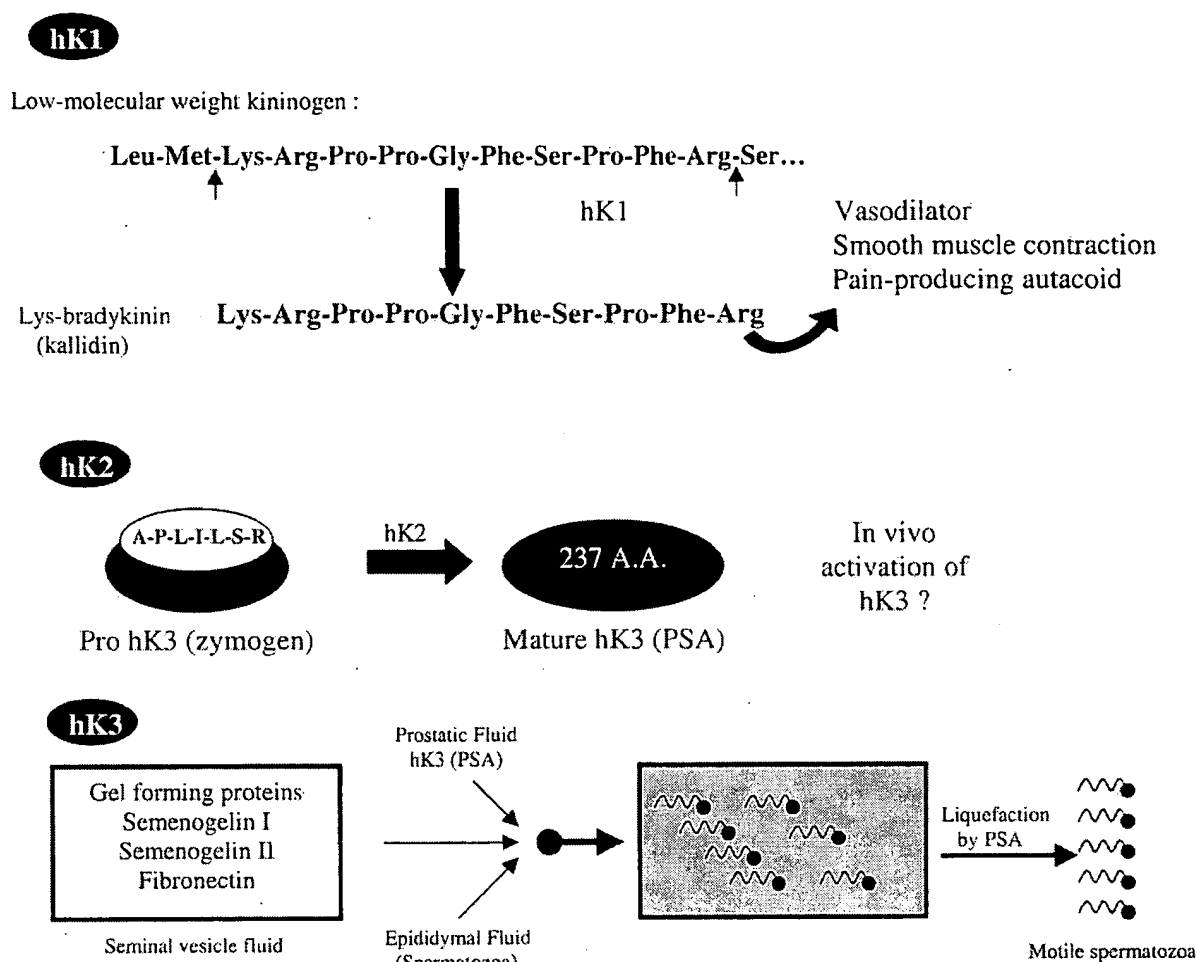 hK1
Low-molecular weight kininogen :
Leu-Met-Lys-Arg-Pro-Pro-Gly-Phe-Ser-Pro-Phe-Arg-Ser...
hK1
Vasodilator
Smooth muscle contraction
Pain-producing autacoid
Lys-bradykinin
(kallidin)
Lys-Arg-Pro-Pro-Gly-Phe-Ser-Pro-Phe-Arg
hK2
A-P-L-I-L-S-R
hK2
237 A.A.
In vivo
activation of
hK3 ?
Pro hK3 (zymogen)
Mature hK3 (PSA)
hK3
Gel forming proteins
Semenogelin I
Semenogelin II
Fibronectin
Seminal vesicle fluid
Prostatic Fluid
hK3 (PSA)
Epididymal Fluid
(Spermatozoa)
Liquefaction
by PSA
Motile spermatozoa